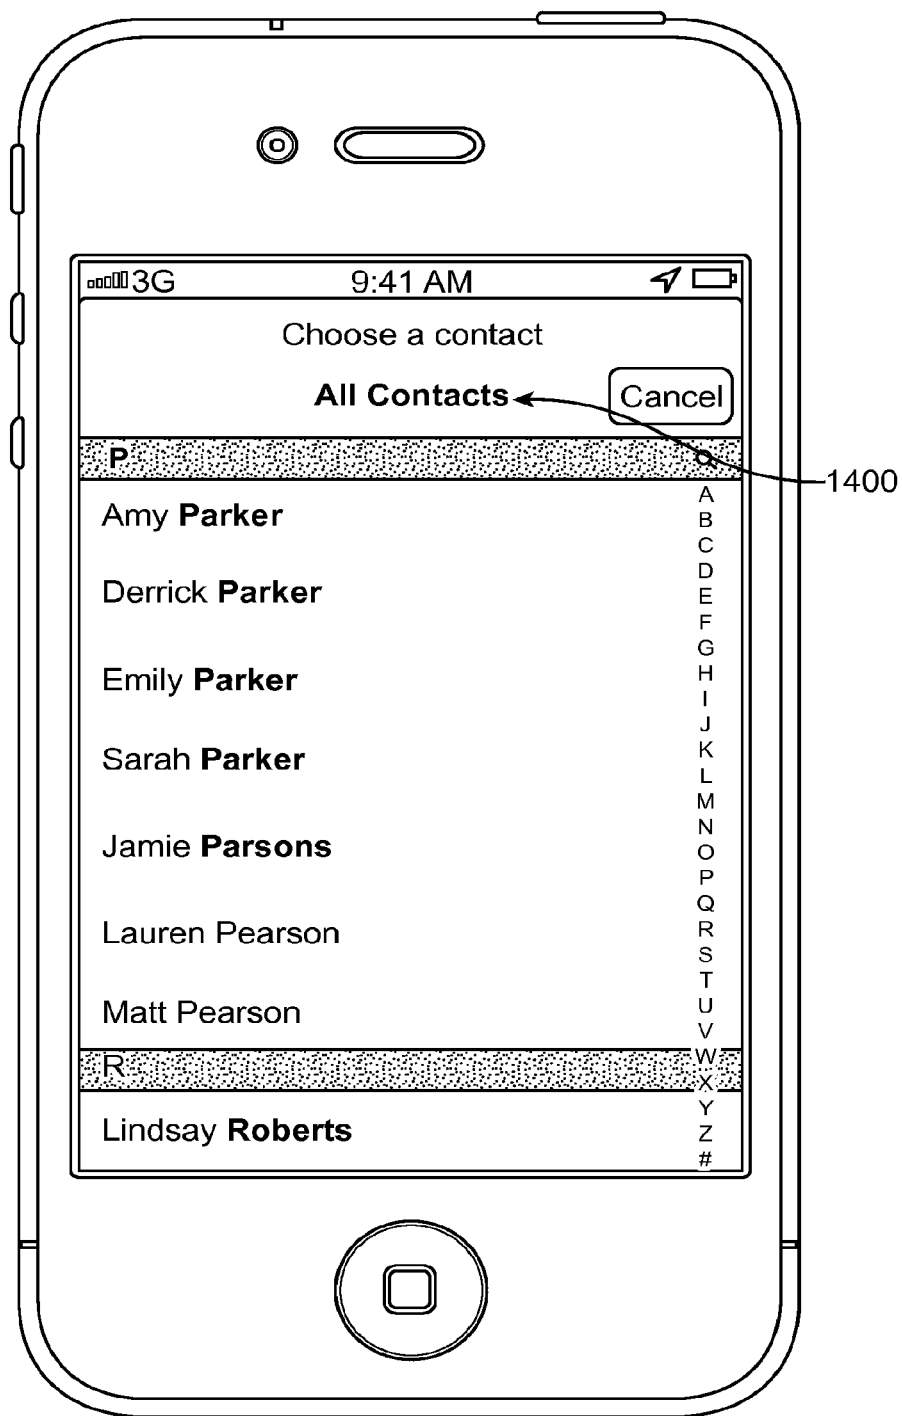 3G 9:41 AM
Choose a contact
All Contacts Cancel
P
1400
Amy Parker
Derrick Parker
Emily Parker
Sarah Parker
Jamie Parsons
Lauren Pearson
Matt Pearson
R
Lindsay Roberts
A
B
C
D
E
F
G
H
I
J
K
L
M
N
O
P
Q
R
S
T
U
V
W
X
Y
Z
#